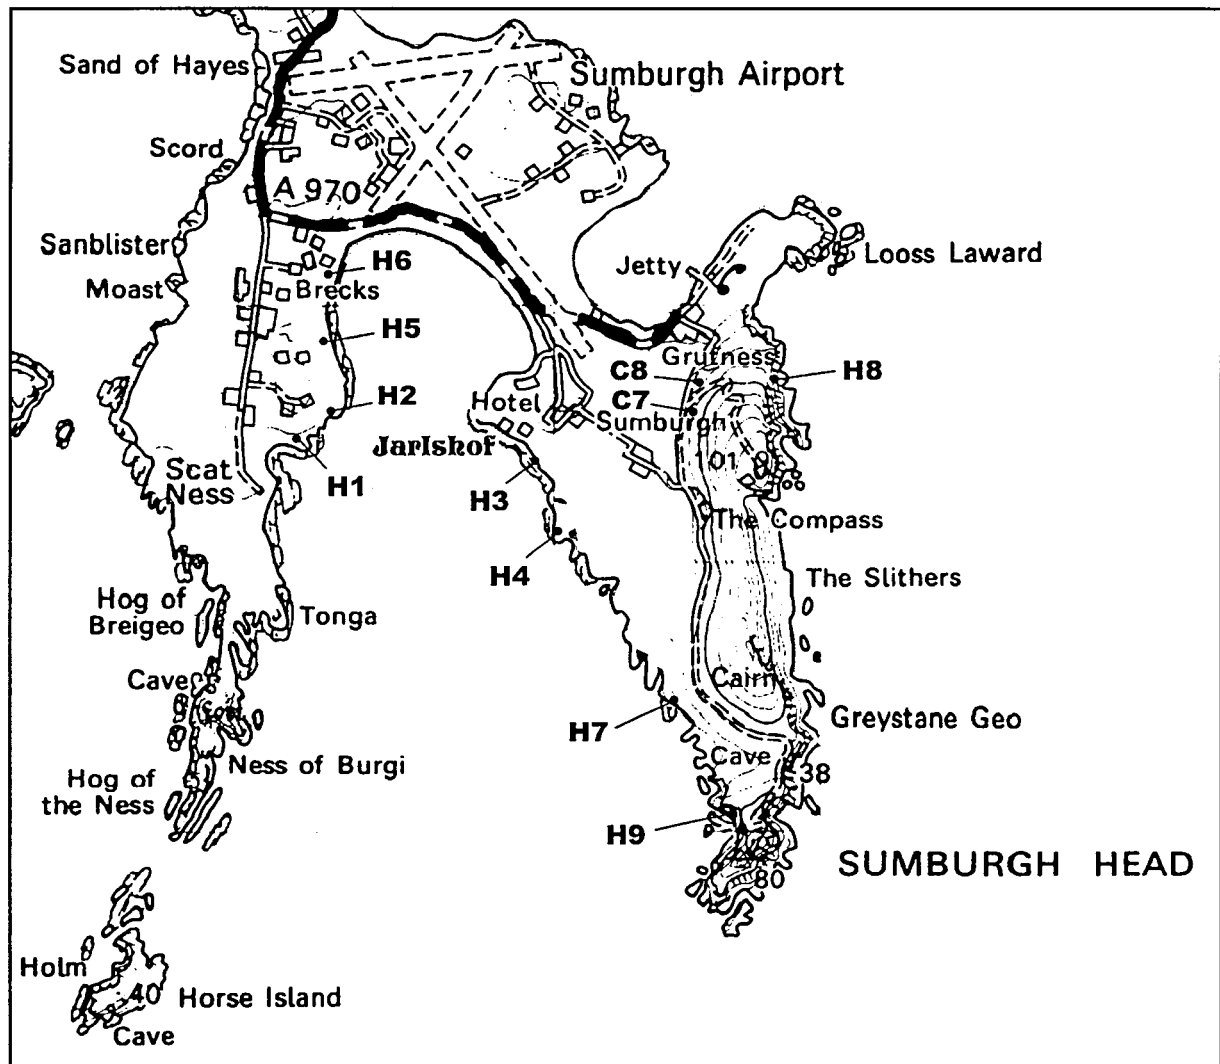 Sand of Hayes
Sumburgh Airport
Scord
A 970
Sanblister
H6
Jetty
Looss Laward
Moast
Brecks
H5
Grutness
C8
H8
H2
Hotel
C7
Sumburgh
Jarlshof
101
Scat
Ness
H1
H3
The Compass
H4
The Slithers
Hog of
Breigeo
Tonga
Cave
Cairn
H7
Greystane Geo
Ness of Burgi
Cave
38
Hog of
the Ness
H9
SUMBURGH HEAD
80
Holm
40
Horse Island
Cave